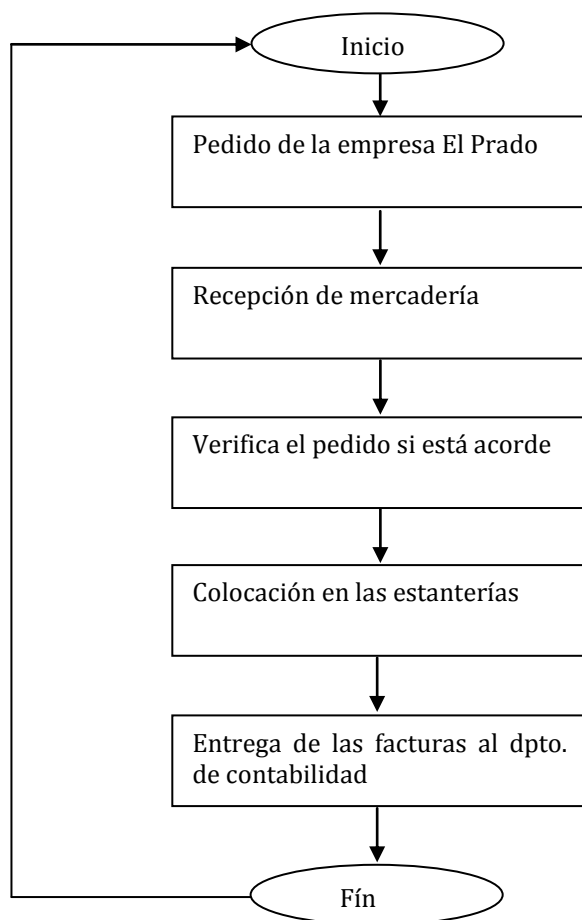 Inicio
Pedido de la empresa El Prado
Recepción de mercadería
Verifica el pedido si está acorde
Colocación en las estanterías
Entrega de las facturas al dpto.
de contabilidad
Fín